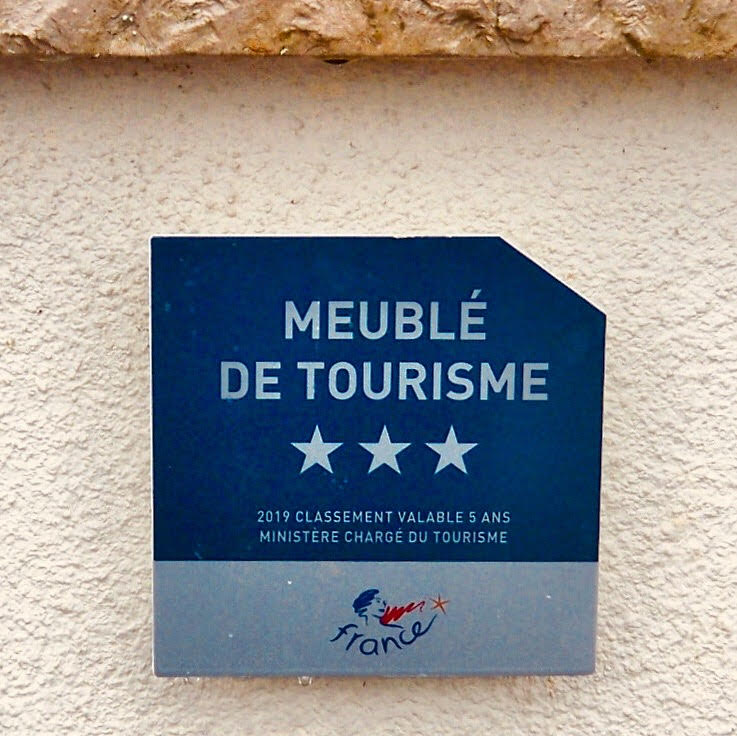 MEUBLÉ
DE TOURISME
★★★
2019 CLASSEMENT VALABLE 5 ANS
MINISTÈRE CHARGÉ DU TOURISME
france